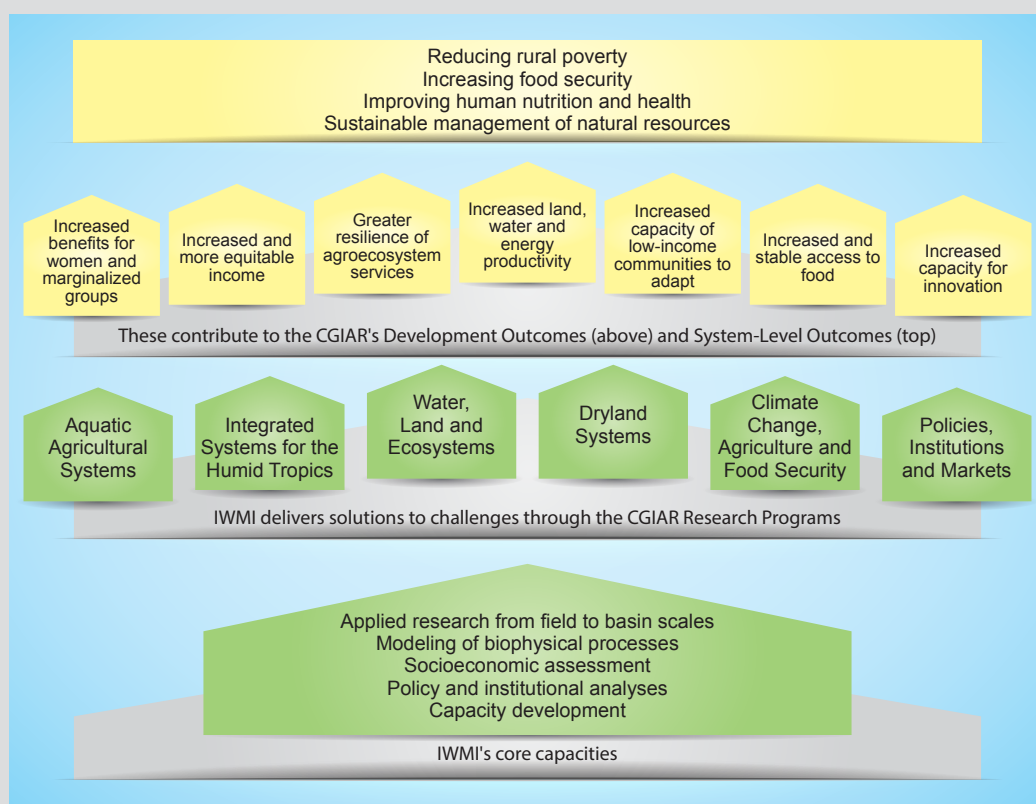 Reducing rural poverty
Increasing food security
Improving human nutrition and health
Sustainable management of natural resources
Increased
benefits for
women and
marginalized
groups
Increased and
more equitable
income
Greater
resilience of
agroecosystem
services
Increased land,
water and
energy
productivity
Increased
capacity of
low-income
communities to
adapt
Increased and
stable access to
food
Increased
capacity for
innovation
These contribute to the CGIAR's Development Outcomes (above) and System-Level Outcomes (top)
Aquatic
Agricultural
Systems
Integrated
Systems for the
Humid Tropics
Water,
Land and
Ecosystems
Dryland
Systems
Climate
Change,
Agriculture and
Food Security
Policies,
Institutions
and Markets
IWMI delivers solutions to challenges through the CGIAR Research Programs
Applied research from field to basin scales
Modeling of biophysical processes
Socioeconomic assessment
Policy and institutional analyses
Capacity development
IWMI's core capacities